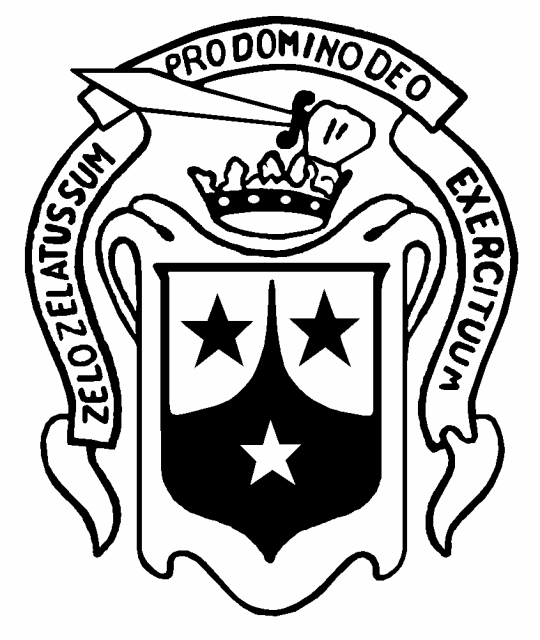 ZELO ZELATUS SUM
PRO DOMINO DEO
EXERCITUUM